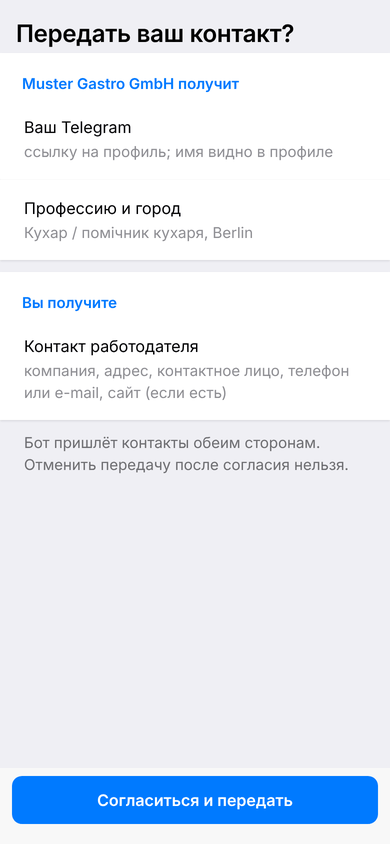 Передать ваш контакт?
Muster Gastro GmbH получит
Ваш Telegram
ссылку на профиль; имя видно в профиле
Профессию и город
Кухар / помічник кухаря, Berlin
Вы получите
Контакт работодателя
компания, адрес, контактное лицо, телефон
или e-mail, сайт (если есть)
Бот пришлёт контакты обеим сторонам.
Отменить передачу после согласия нельзя.
Согласиться и передать